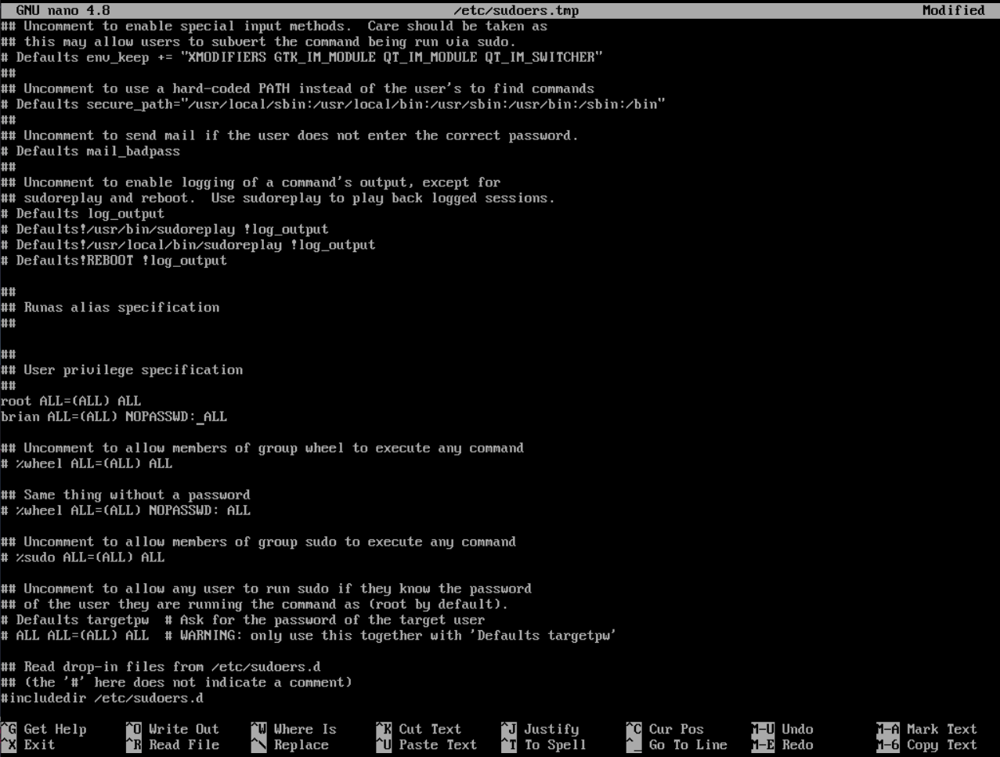 GNU nano 4.8 /etc/sudoers.tmp Modified
## Uncomment to enable special input methods.  Care should be taken as
## this may allow users to subvert the command being run via sudo.
# Defaults env_keep += "XMODIFIERS GTK_IM_MODULE QT_IM_MODULE QT_IM_SWITCHER"
##
## Uncomment to use a hard-coded PATH instead of the user's to find commands
# Defaults secure_path="/usr/local/sbin:/usr/local/bin:/usr/sbin:/usr/bin:/sbin:/bin"
##
## Uncomment to send mail if the user does not enter the correct password.
# Defaults mail_badpass
##
## Uncomment to enable logging of a command's output, except for
## sudoreplay and reboot.  Use sudoreplay to play back logged sessions.
# Defaults log_output
# Defaults!/usr/bin/sudoreplay !log_output
# Defaults!/usr/local/bin/sudoreplay !log_output
# Defaults!REBOOT !log_output
##
## Runas alias specification
##
##
## User privilege specification
##
root ALL=(ALL) ALL
brian ALL=(ALL) NOPASSWD: ALL
## Uncomment to allow members of group wheel to execute any command
# %wheel ALL=(ALL) ALL
## Same thing without a password
# %wheel ALL=(ALL) NOPASSWD: ALL
## Uncomment to allow members of group sudo to execute any command
# %sudo ALL=(ALL) ALL
## Uncomment to allow any user to run sudo if they know the password
## of the user they are running the command as (root by default).
# Defaults targetpw  # Ask for the password of the target user
# ALL ALL=(ALL) ALL  # WARNING: only use this together with 'Defaults targetpw'
## Read drop-in files from /etc/sudoers.d
## (the '#' here does not indicate a comment)
#includedir /etc/sudoers.d
^G Get Help ^O Write Out ^W Where Is ^K Cut Text ^J Justify ^C Cur Pos M-U Undo M-A Mark Text
^X Exit ^R Read File ^\ Replace ^U Paste Text ^T To Spell ^_ Go To Line M-E Redo M-6 Copy Text